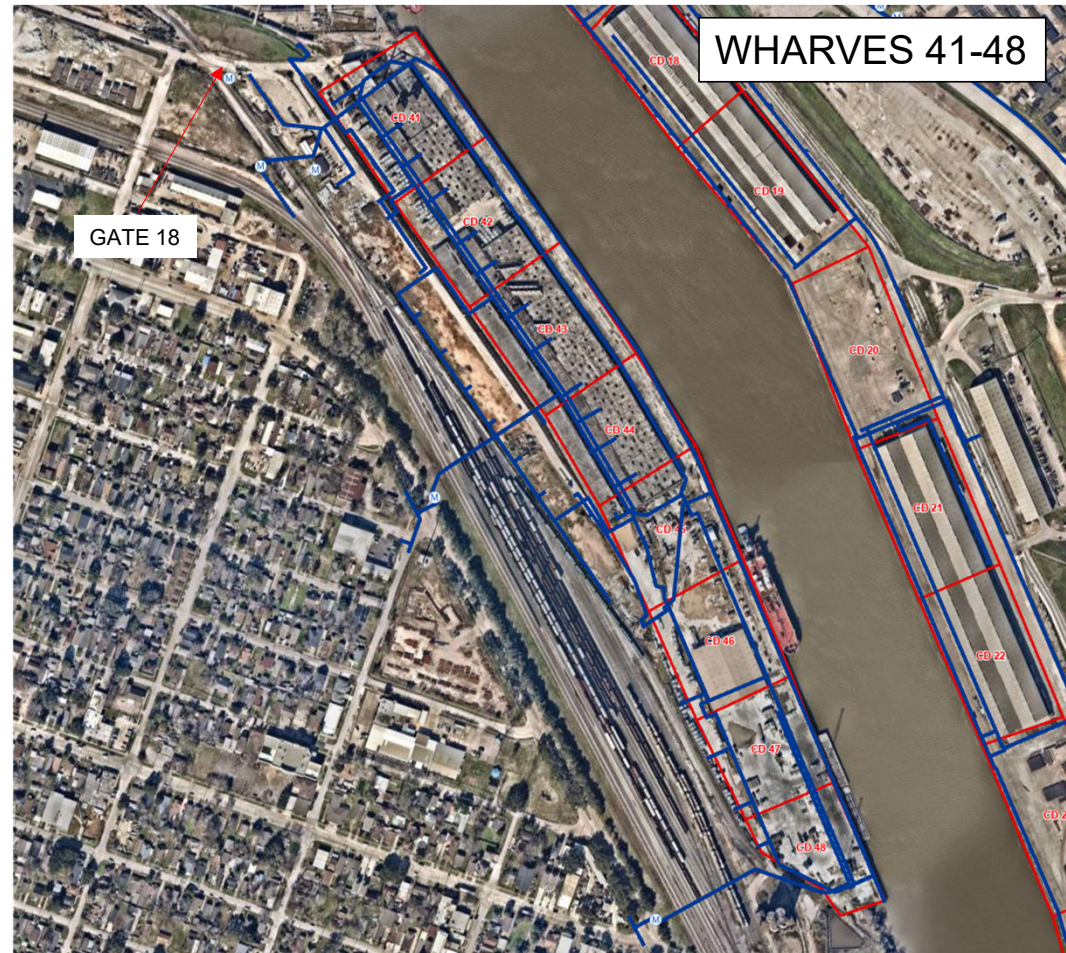 WHARVES 41-48
M
CD 18
CD 41
M
M
M
CD 19
CD 42
GATE 18
CD 43
CD 20
CD 44
M
CD 21
CD 46
CD 22
CD 47
CD 48
M